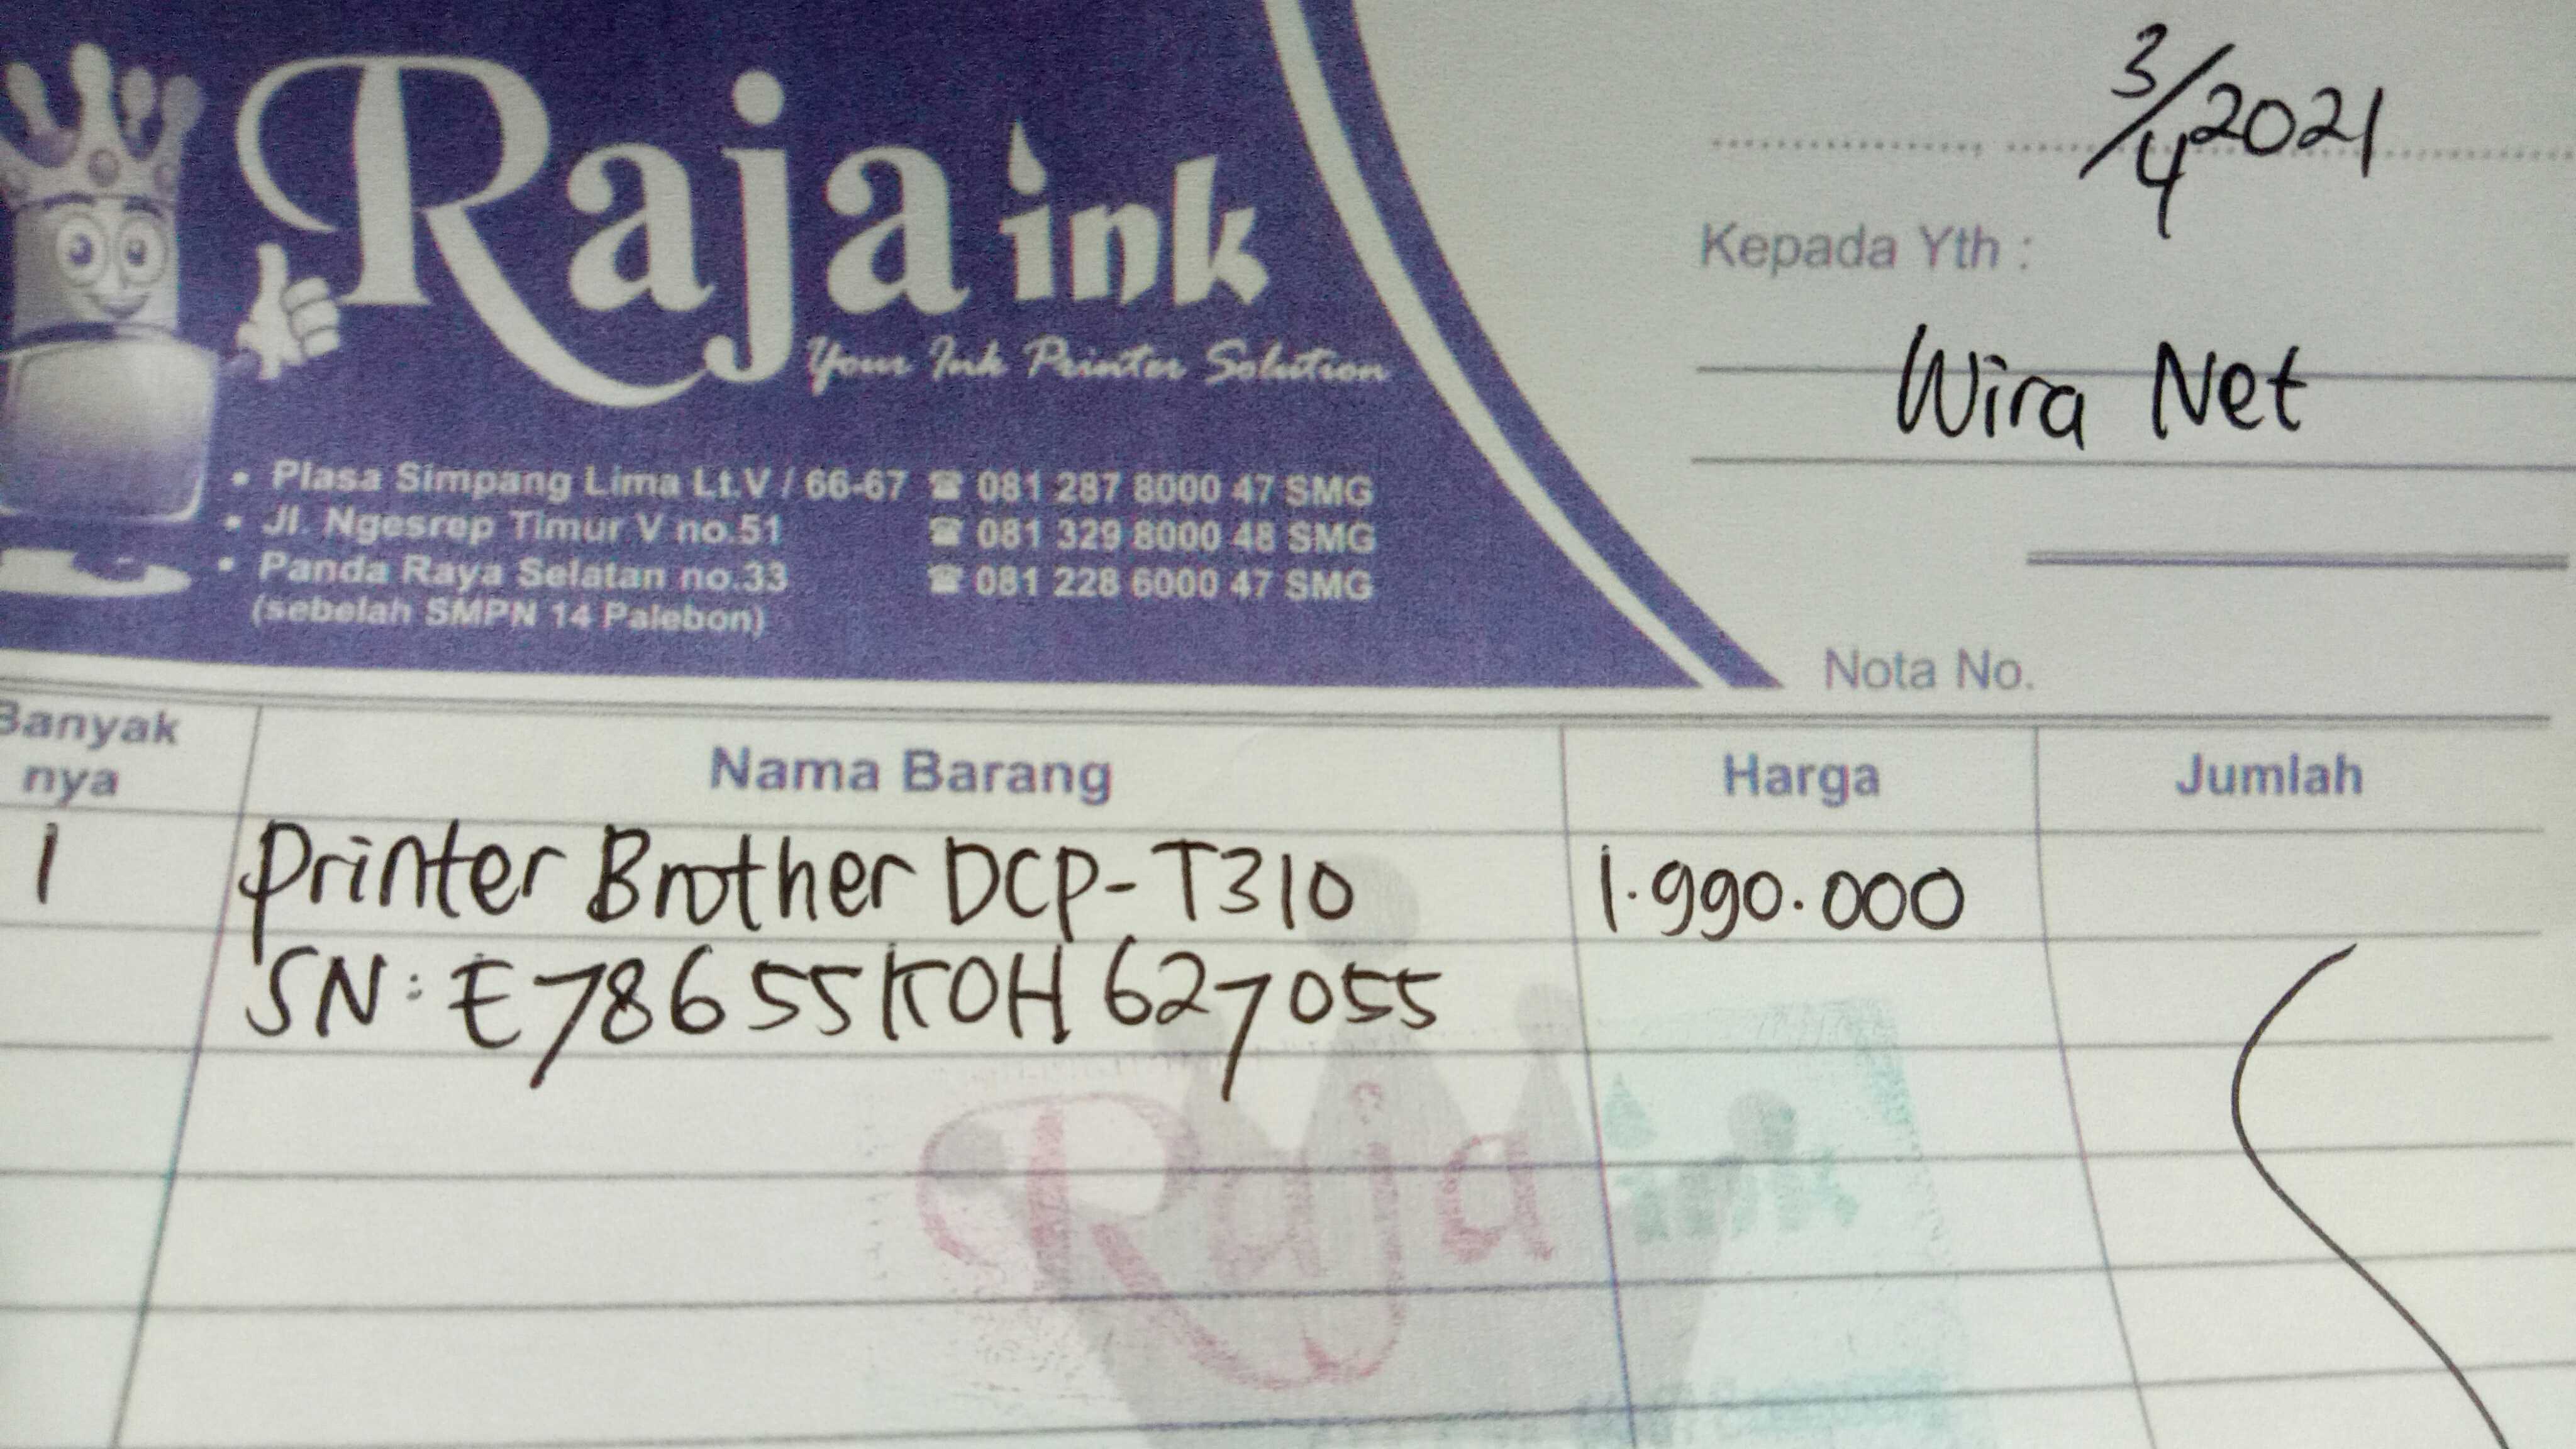 Raja ink
Your Ink Printer Solution
• Plasa Simpang Lima Lt.V / 66-67 ☎ 081 287 8000 47 SMG
• Jl. Ngesrep Timur V no.51 ☎ 081 329 8000 48 SMG
• Panda Raya Selatan no.33 ☎ 081 228 6000 47 SMG
(sebelah SMPN 14 Palebon)
3/4 2021
Kepada Yth :
Wira Net
Nota No.
Banyak nya Nama Barang Harga Jumlah
1 Printer Brother DCP-T310 1.990.000
SN: E78655K0H627055
Raja ink